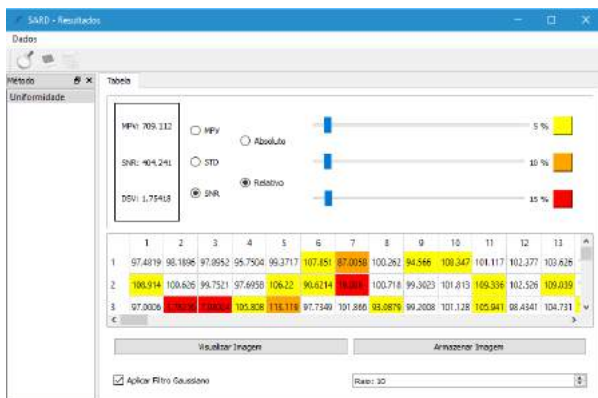 SARD - Resultados
Dados
Método
Uniformidade
Tabela
MPV: 709.112
SNR: 404.241
DSV: 1.75418
MPV
STD
SNR
Absoluto
Relativo
5 %
10 %
15 %
1 2 3 4 5 6 7 8 9 10 11 12 13
1 97.4819 98.1896 97.8952 95.7504 99.3717 107.851 87.0058 100.262 94.566 108.347 101.117 102.377 103.626
2 108.914 100.626 99.7521 97.6958 106.22 90.6214 100.718 99.3023 101.813 109.336 102.526 109.039
3 97.0006 105.808 113.119 97.7349 101.866 93.0879 99.2008 101.128 105.941 98.4341 104.731
Visualizar Imagem
Armazenar Imagem
Aplicar Filtro Gaussiano
Raio: 10